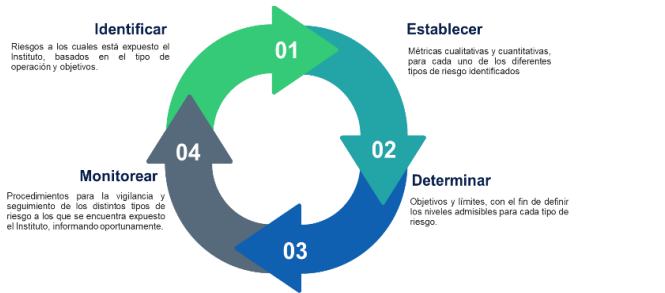 Identificar
Riesgos a los cuales está expuesto el
Instituto, basados en el tipo de
operación y objetivos.
01
Establecer
Métricas cualitativas y cuantitativas,
para cada uno de los diferentes
tipos de riesgo identificados
02
Determinar
Objetivos y límites, con el fin de definir
los niveles admisibles para cada tipo de
riesgo.
03
Monitorear
Procedimientos para la vigilancia y
seguimiento de los distintos tipos de
riesgo a los que se encuentra expuesto
el Instituto, informando oportunamente.
04